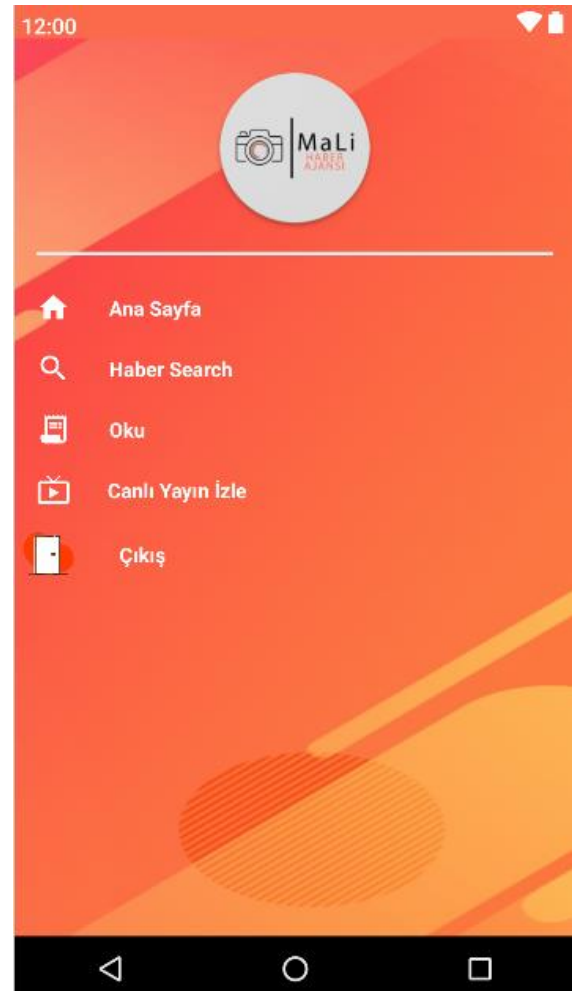 12:00
MaLi
HABER
AJANSI
Ana Sayfa
Haber Search
Oku
Canlı Yayın İzle
Çıkış